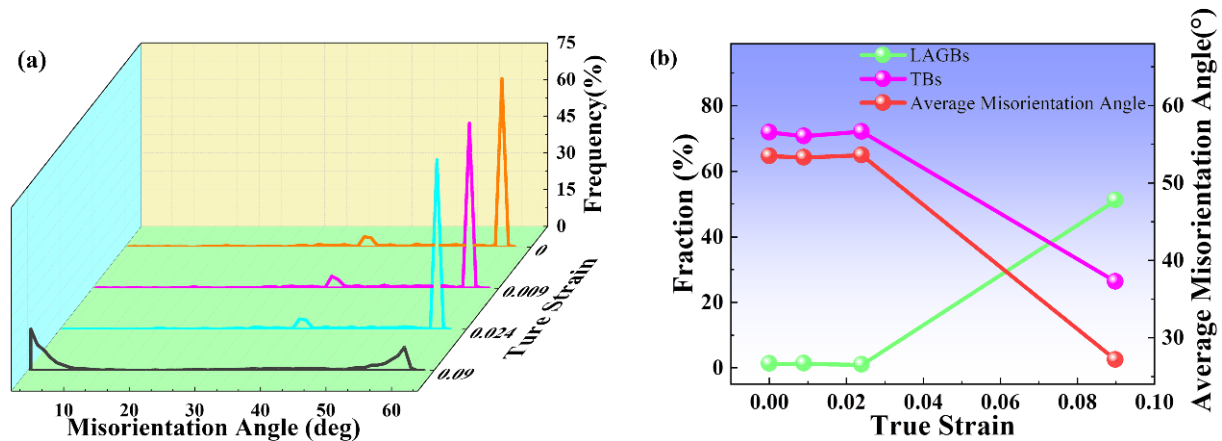 (a)
75
60
45
30
15
0
Frequency(%)
0
0.009
0.024
0.09
Ture Strain
10 20 30 40 50 60
Misorientation Angle (deg)
(b)
LAGBs
TBs
Average Misorientation Angle
80
60
40
20
0
Fraction (%)
0.00 0.02 0.04 0.06 0.08 0.10
True Strain
60
50
40
30
Average Misorientation Angle(°)